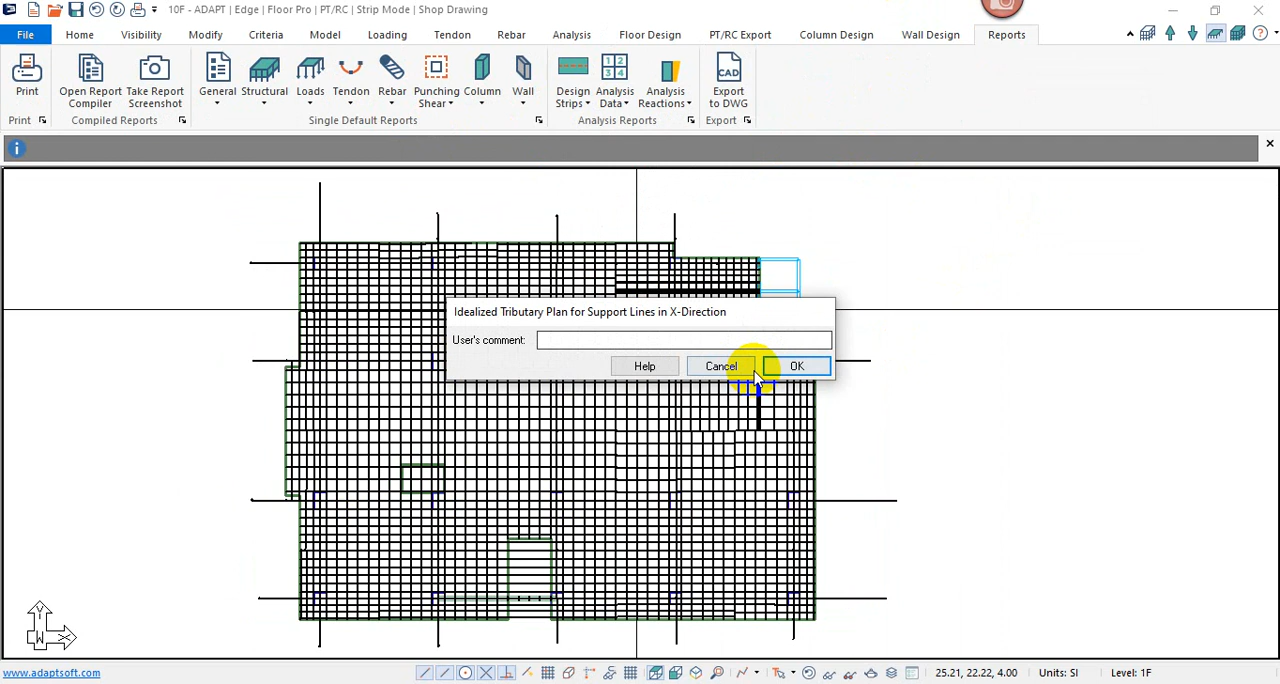 10F - ADAPT | Edge | Floor Pro | PT/RC | Strip Mode | Shop Drawing
File Home Visibility Modify Criteria Model Loading Tendon Rebar Analysis Floor Design PT/RC Export Column Design Wall Design Reports
Print Open Report Compiler Take Report Screenshot General Structural Loads Tendon Rebar Punching Shear Column Wall Design Strips Analysis Data Analysis Reactions Export to DWG
Print Compiled Reports Single Default Reports Analysis Reports Export
Idealized Tributary Plan for Support Lines in X-Direction
User's comment:
Help Cancel OK
Y
W X
www.adaptsoft.com 25.21, 22.22, 4.00 Units: SI Level: 1F